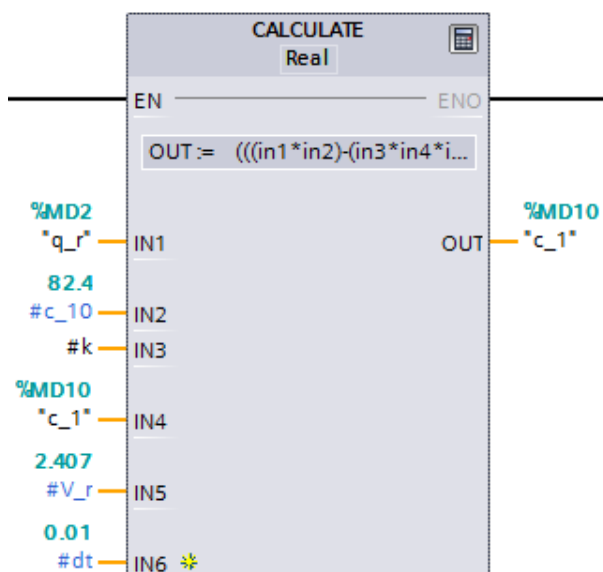 CALCULATE
Real
EN
ENO
OUT := (((in1*in2)-(in3*in4*i...
%MD2
"q_r"
IN1
%MD10
OUT
"c_1"
82.4
#c_10
IN2
#k
IN3
%MD10
"c_1"
IN4
2.407
#V_r
IN5
0.01
#dt
IN6